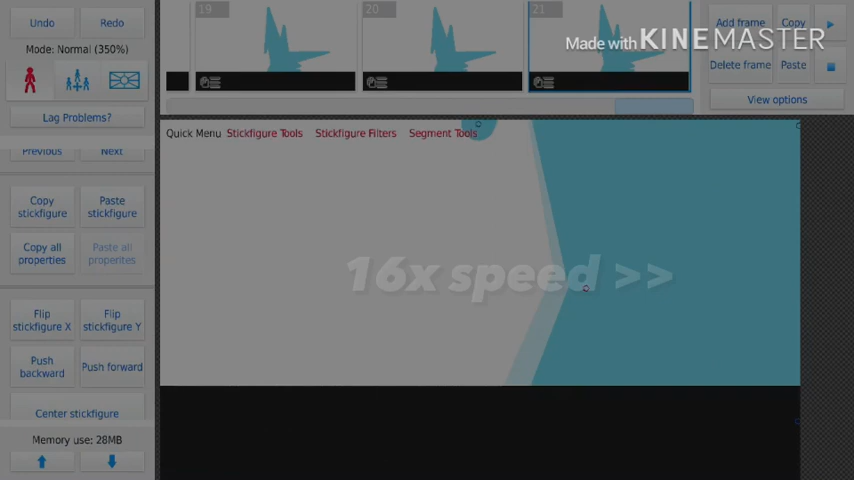 Undo Redo
Mode: Normal (350%)
Lag Problems?
Previous Next
Copy stickfigure Paste stickfigure
Copy all properties Paste all properites
Flip stickfigure X Flip stickfigure Y
Push backward Push forward
Center stickfigure
Memory use: 28MB
19 20 21
Made with KINEMASTER
Add frame Copy
Delete frame Paste
View options
Quick Menu Stickfigure Tools Stickfigure Filters Segment Tools
16x speed >>